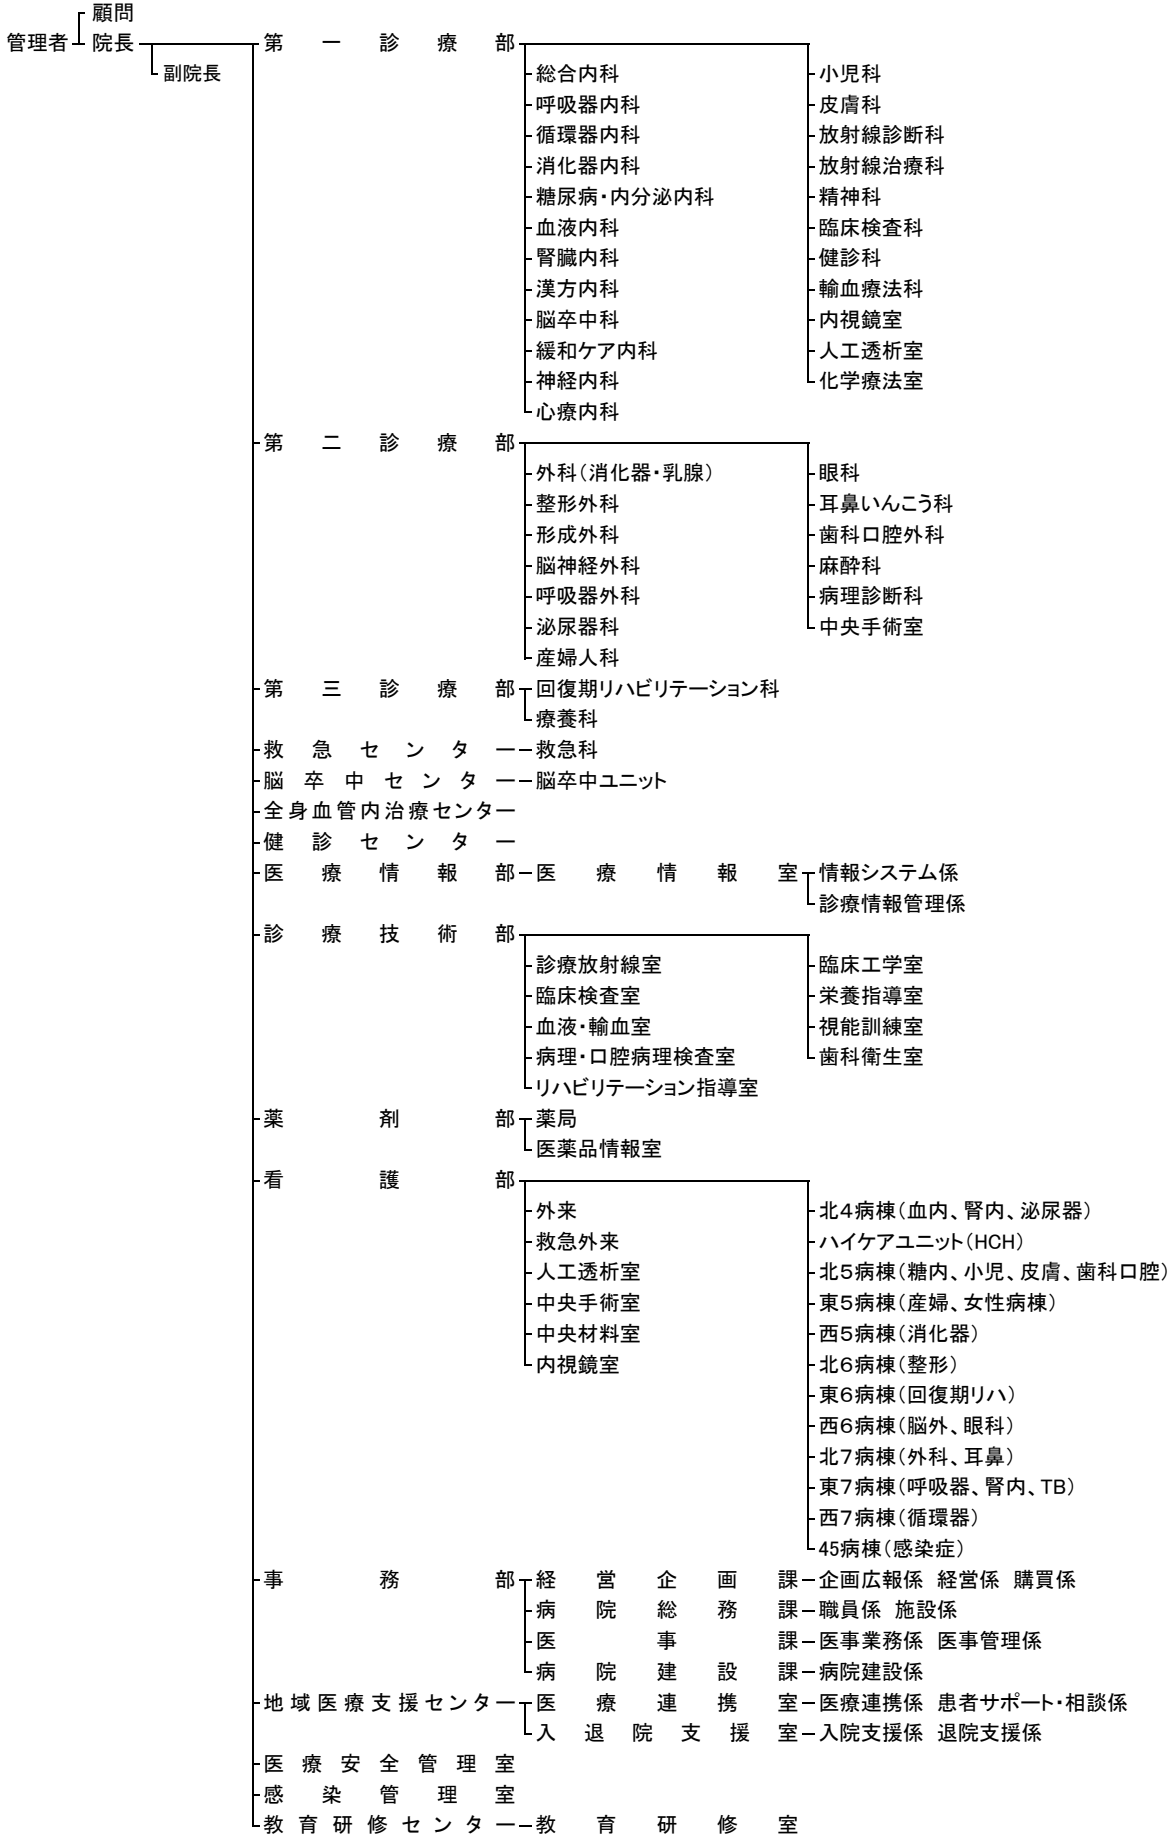 顧問
管理者 院長 第一診療部
副院長 総合内科 小児科
呼吸器内科 皮膚科
循環器内科 放射線診断科
消化器内科 放射線治療科
糖尿病・内分泌内科 精神科
血液内科 臨床検査科
腎臓内科 健診科
漢方内科 輸血療法科
脳卒中科 内視鏡室
緩和ケア内科 人工透析室
神経内科 化学療法室
心療内科
第二診療部
外科（消化器・乳腺） 眼科
整形外科 耳鼻いんこう科
形成外科 歯科口腔外科
脳神経外科 麻酔科
呼吸器外科 病理診断科
泌尿器科 中央手術室
産婦人科
第三診療部 回復期リハビリテーション科
療養科
救急センター 救急科
脳卒中センター 脳卒中ユニット
全身血管内治療センター
健診センター
医療情報部 医療情報室 情報システム係
診療情報管理係
診療技術部
診療放射線室 臨床工学室
臨床検査室 栄養指導室
血液・輸血室 視能訓練室
病理・口腔病理検査室 歯科衛生室
リハビリテーション指導室
薬剤部 薬局
医薬品情報室
看護部
外来 北4病棟（血内、腎内、泌尿器）
救急外来 ハイケアユニット（HCH）
人工透析室 北5病棟（糖内、小児、皮膚、歯科口腔）
中央手術室 東5病棟（産婦、女性病棟）
中央材料室 西5病棟（消化器）
内視鏡室 北6病棟（整形）
東6病棟（回復期リハ）
西6病棟（脳外、眼科）
北7病棟（外科、耳鼻）
東7病棟（呼吸器、腎内、TB）
西7病棟（循環器）
45病棟（感染症）
事務部 経営企画課 企画広報係 経営係 購買係
病院総務課 職員係 施設係
医事課 医事業務係 医事管理係
病院建設課 病院建設係
地域医療支援センター 医療連携室 医療連携係 患者サポート・相談係
入退院支援室 入院支援係 退院支援係
医療安全管理室
感染管理室
教育研修センター 教育研修室